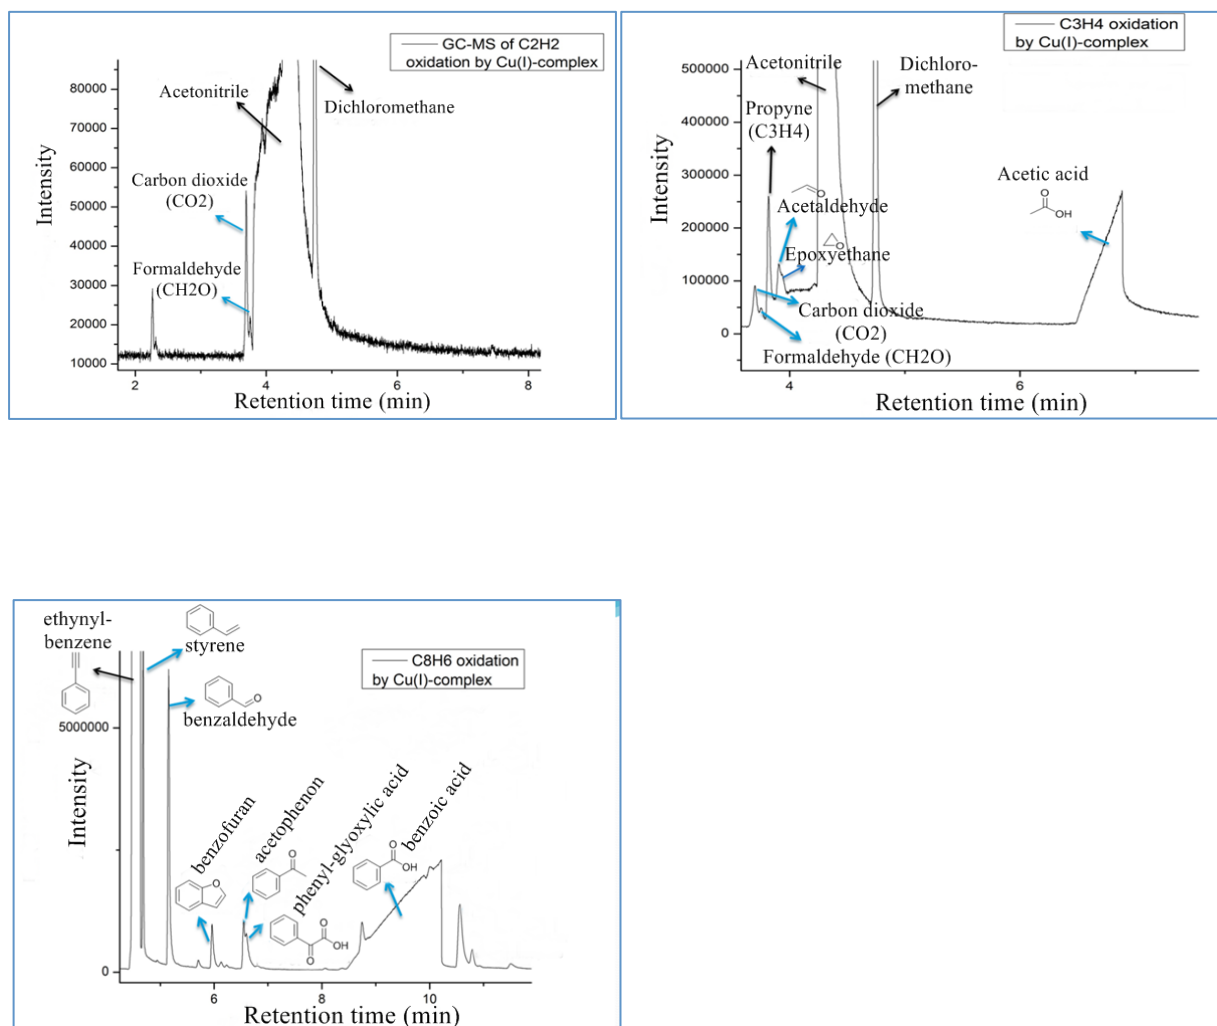 GC-MS of C2H2
oxidation by Cu(I)-complex
80000
70000
60000
50000
40000
30000
20000
10000
Intensity
Acetonitrile
Dichloromethane
Carbon dioxide
(CO2)
Formaldehyde
(CH2O)
2
4
6
8
Retention time (min)
C3H4 oxidation
by Cu(I)-complex
500000
400000
300000
200000
100000
0
Intensity
Acetonitrile
Dichloro-
methane
Propyne
(C3H4)
O
Acetaldehyde
O
Epoxyethane
Carbon dioxide
(CO2)
Formaldehyde (CH2O)
Acetic acid
O
OH
4
6
Retention time (min)
ethynyl-
benzene
styrene
C8H6 oxidation
by Cu(I)-complex
O
benzaldehyde
5000000
0
Intensity
benzofuran
O
acetophenon
O
phenyl-glyoxylic acid
O
OH
O
benzoic acid
O
OH
6
8
10
Retention time (min)